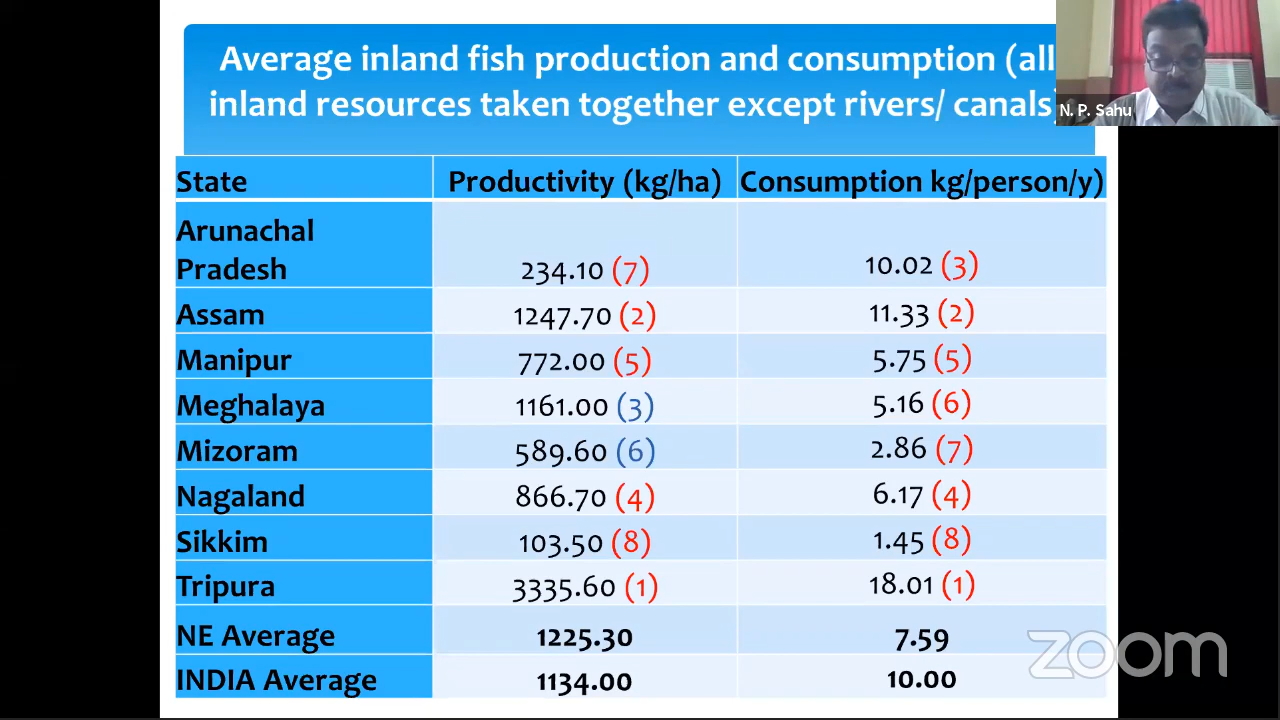 Average inland fish production and consumption (all
inland resources taken together except rivers/ canals)
N. P. Sahu
State Productivity (kg/ha) Consumption kg/person/y)
Arunachal
Pradesh 234.10 (7) 10.02 (3)
Assam 1247.70 (2) 11.33 (2)
Manipur 772.00 (5) 5.75 (5)
Meghalaya 1161.00 (3) 5.16 (6)
Mizoram 589.60 (6) 2.86 (7)
Nagaland 866.70 (4) 6.17 (4)
Sikkim 103.50 (8) 1.45 (8)
Tripura 3335.60 (1) 18.01 (1)
NE Average 1225.30 7.59
INDIA Average 1134.00 10.00
zoom